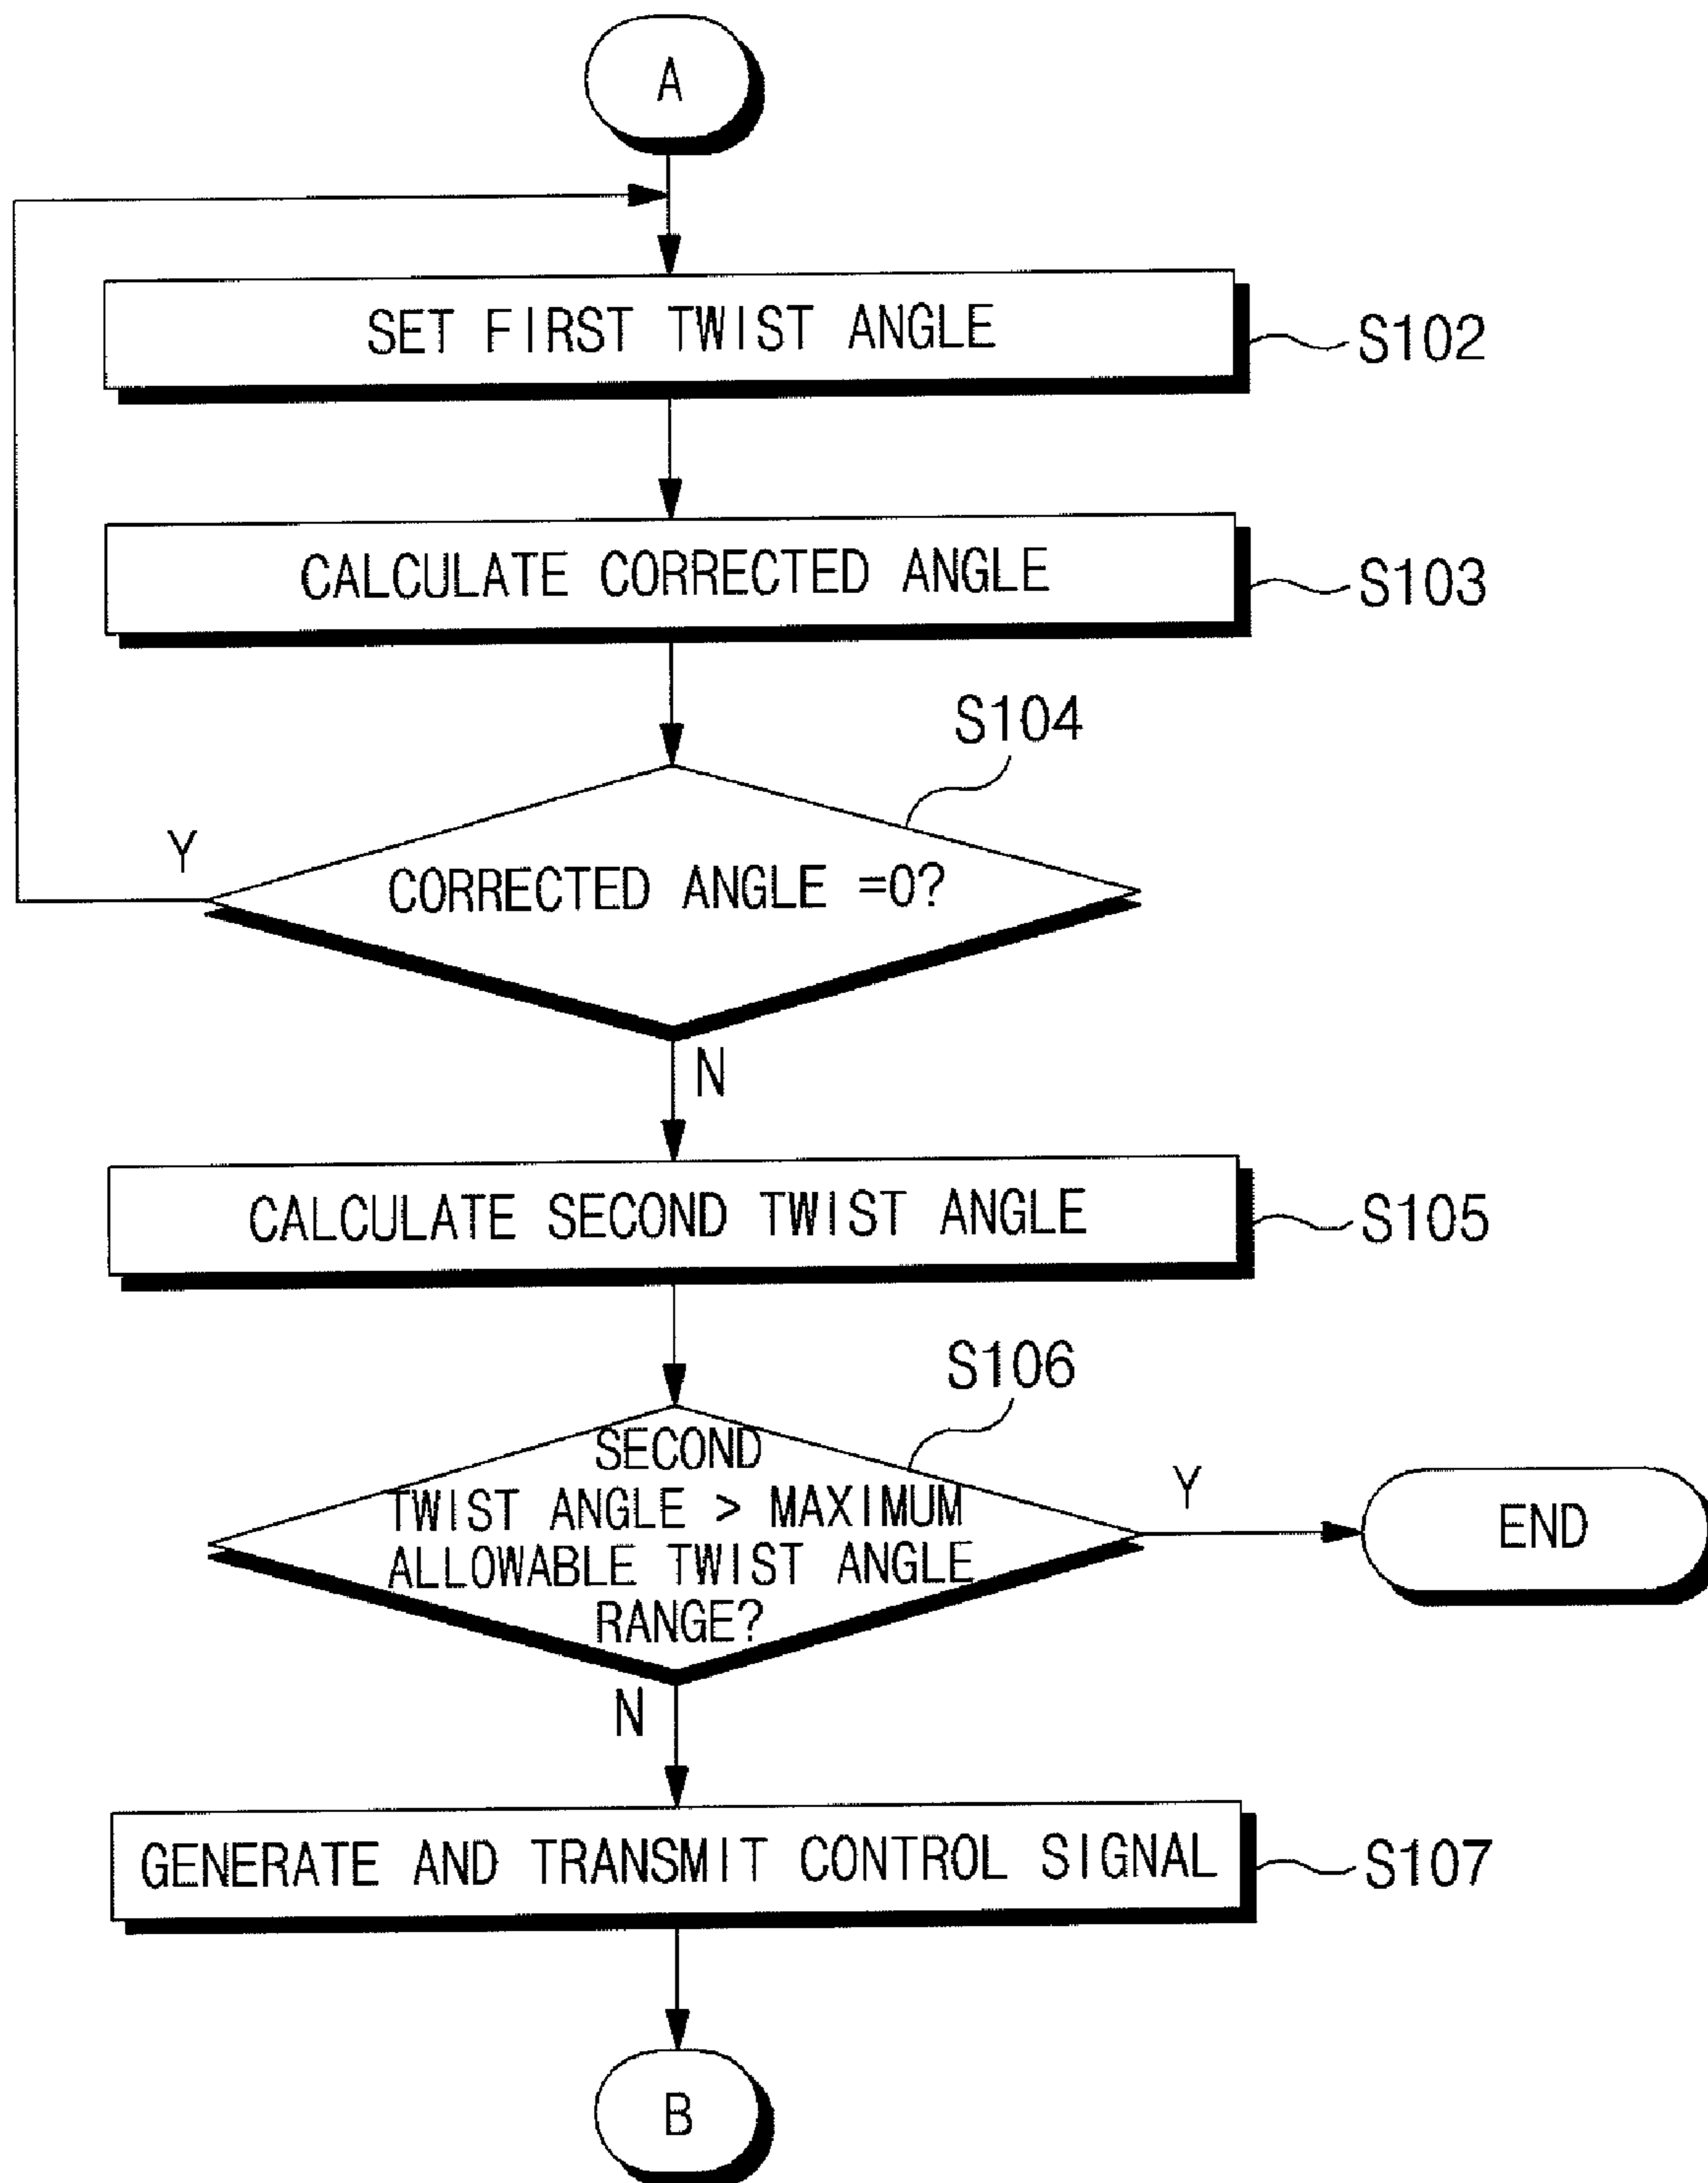 A
SET FIRST TWIST ANGLE
S102
CALCULATE CORRECTED ANGLE
S103
S104
Y
CORRECTED ANGLE =0?
N
CALCULATE SECOND TWIST ANGLE
S105
S106
SECOND
TWIST ANGLE > MAXIMUM
ALLOWABLE TWIST ANGLE
RANGE?
Y
END
N
GENERATE AND TRANSMIT CONTROL SIGNAL
S107
B